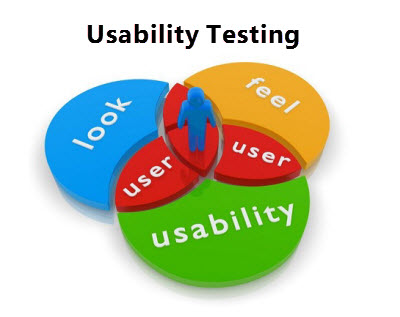 Usability Testing
look
feel
user
user
usability